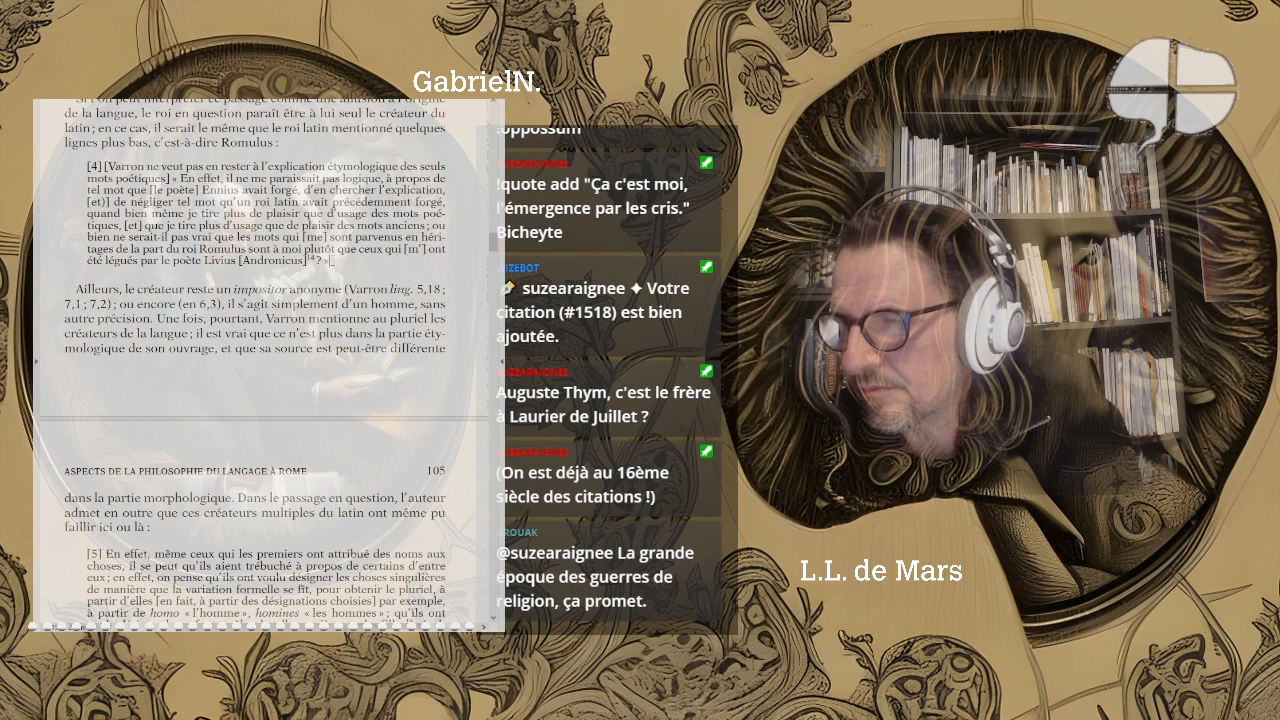 GabrielN.
Si l'on peut interpréter ce passage comme une allusion à l'origine
de la langue, le roi en question paraît être à lui seul le créateur du
latin ; en ce cas, il serait le même que le roi latin mentionné quelques
lignes plus bas, c'est-à-dire Romulus :
[4] [Varron ne veut pas en rester à l'explication étymologique des seuls
mots poétiques] « En effet, il ne me paraissait pas logique, à propos de
tel mot que [le poète] Ennius avait forgé, d'en chercher l'explication,
[et]] de négliger tel mot qu'un roi latin avait précédemment forgé,
quand bien même je tire plus de plaisir que d'usage des mots poé-
tiques, [et] que je tire plus d'usage que de plaisir des mots anciens ; ou
bien ne serait-il pas vrai que les mots qui [me] sont parvenus en héri-
tages de la part du roi Romulus sont à moi plutôt que ceux qui [m'] ont
été légués par le poète Livius [Andronicus]¹⁴ ? »
Ailleurs, le créateur reste un impositor anonyme (Varron ling. 5,18 ;
7,1 ; 7,2) ; ou encore (en 6,3), il s'agit simplement d'un homme, sans
autre précision. Une fois, pourtant, Varron mentionne au pluriel les
créateurs de la langue ; il est vrai que ce n'est plus dans la partie éty-
mologique de son ouvrage, et que sa source est peut-être différente
ASPECTS DE LA PHILOSOPHIE DU LANGAGE À ROME 105
dans la partie morphologique. Dans le passage en question, l'auteur
admet en outre que ces créateurs multiples du latin ont même pu
faillir ici ou là :
[5] En effet, même ceux qui les premiers ont attribué des noms aux
choses, il se peut qu'ils aient trébuché à propos de certains d'entre
eux ; en effet, on pense qu'ils ont voulu désigner les choses singulières
de manière que la variation formelle se fît, pour obtenir le pluriel, à
partir d'elles [en fait, à partir des désignations choisies] par exemple,
à partir de homo « l'homme », homines « les hommes » ; qu'ils ont
!oppossum
!quote add "Ça c'est moi,
l'émergence par les cris."
Bicheyte
suzearaignee ✦ Votre
citation (#1518) est bien
ajoutée.
Auguste Thym, c'est le frère
à Laurier de Juillet ?
(On est déjà au 16ème
siècle des citations !)
ROUAK
@suzearaignee La grande
époque des guerres de
religion, ça promet.
L.L. de Mars